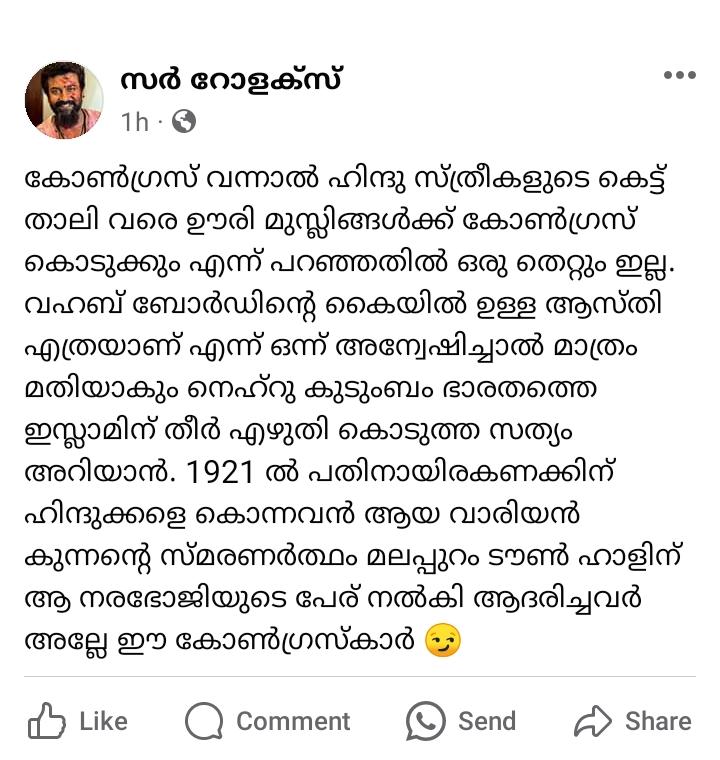 സർ റോളക്സ്
1h ·
കോൺഗ്രസ് വന്നാൽ ഹിന്ദു സ്ത്രീകളുടെ കെട്ട്
താലി വരെ ഊരി മുസ്ലിങ്ങൾക്ക് കോൺഗ്രസ്
കൊടുക്കും എന്ന് പറഞ്ഞതിൽ ഒരു തെറ്റും ഇല്ല.
വഹബ് ബോർഡിന്റെ കൈയിൽ ഉള്ള ആസ്തി
എത്രയാണ് എന്ന് ഒന്ന് അന്വേഷിച്ചാൽ മാത്രം
മതിയാകും നെഹ്റു കുടുംബം ഭാരതത്തെ
ഇസ്ലാമിന് തീർ എഴുതി കൊടുത്ത സത്യം
അറിയാൻ. 1921 ൽ പതിനായിരകണക്കിന്
ഹിന്ദുക്കളെ കൊന്നവൻ ആയ വാരിയൻ
കുന്നന്റെ സ്മരണർത്ഥം മലപ്പുറം ടൗൺ ഹാളിന്
ആ നരഭോജിയുടെ പേര് നൽകി ആദരിച്ചവർ
അല്ലേ ഈ കോൺഗ്രസ്കാർ 😏
Like Comment Send Share